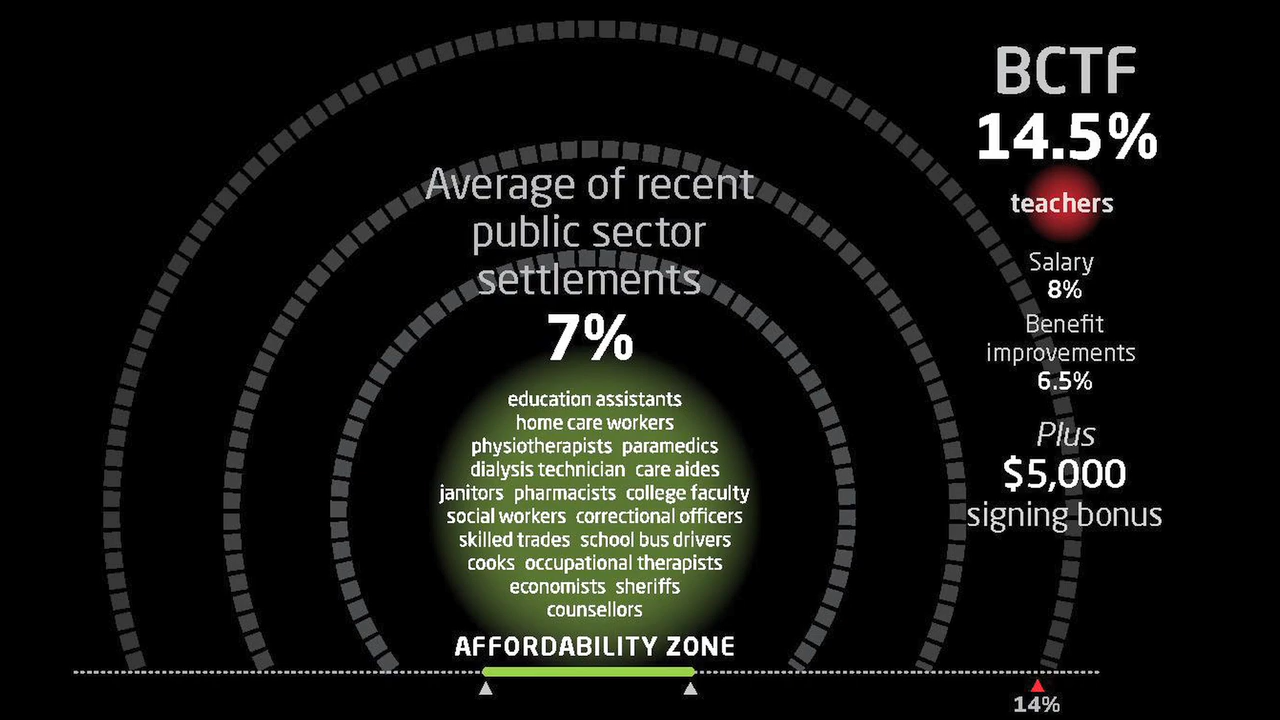 Average of recent
public sector
settlements
7%
education assistants
home care workers
physiotherapists paramedics
dialysis technician care aides
janitors pharmacists college faculty
social workers correctional officers
skilled trades school bus drivers
cooks occupational therapists
economists sheriffs
counsellors
AFFORDABILITY ZONE
BCTF
14.5%
teachers
Salary
8%
Benefit
improvements
6.5%
Plus
$5,000
signing bonus
14%